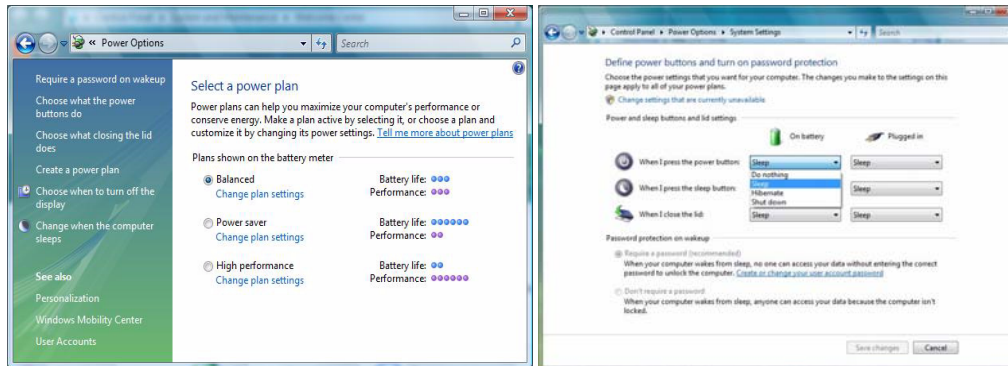 « Power Options
Search
Require a password on wakeup
Choose what the power
buttons do
Choose what closing the lid
does
Create a power plan
Choose when to turn off the
display
Change when the computer
sleeps
See also
Personalization
Windows Mobility Center
User Accounts
Select a power plan
Power plans can help you maximize your computer's performance or
conserve energy. Make a plan active by selecting it, or choose a plan and
customize it by changing its power settings. Tell me more about power plans
Plans shown on the battery meter
Balanced Battery life:
Change plan settings Performance:
Power saver Battery life:
Change plan settings Performance:
High performance Battery life:
Change plan settings Performance:
Control Panel ▸ Power Options ▸ System Settings
Search
Define power buttons and turn on password protection
Choose the power settings that you want for your computer. The changes you make to the settings on this
page apply to all of your power plans.
Change settings that are currently unavailable
Power and sleep buttons and lid settings
On battery Plugged in
When I press the power button: Sleep Sleep
Do nothing
Sleep
Hibernate
Shut down
When I press the sleep button: Sleep
When I close the lid: Sleep Sleep
Password protection on wakeup
Require a password (recommended)
When your computer wakes from sleep, no one can access your data without entering the correct
password to unlock the computer. Create or change your user account password
Don't require a password
When your computer wakes from sleep, anyone can access your data because the computer isn't
locked.
Save changes Cancel